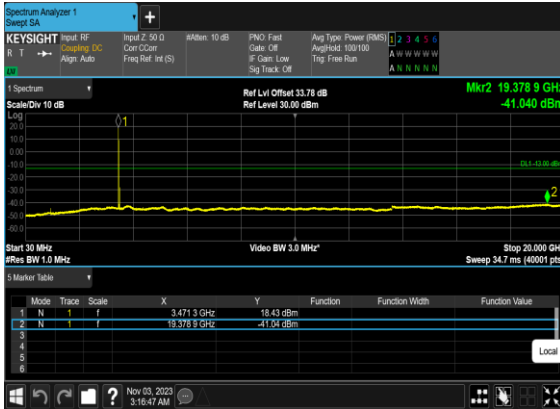 Spectrum Analyzer 1
Swept SA
+
KEYSIGHT Input: RF Input Z: 50 Ω #Atten: 10 dB PNO: Fast Avg Type: Power (RMS) 1 2 3 4 5 6
R T Coupling: DC Corr CCorr Gate: Off Avg|Hold: 100/100 A W W W W W
Align: Auto Freq Ref: Int (S) IF Gain: Low Trig: Free Run
Sig Track: Off A N N N N N
1 Spectrum Ref Lvl Offset 33.78 dB Mkr2 19.378 9 GHz
Scale/Div 10 dB Ref Level 30.00 dBm -41.040 dBm
Log
20.0
10.0
0.00
-10.0
-20.0
-30.0
-40.0
-50.0
-60.0
1
DL1 -13.00 dBm
2
Start 30 MHz Video BW 3.0 MHz* Stop 20.000 GHz
#Res BW 1.0 MHz Sweep 34.7 ms (40001 pts)
5 Marker Table
Mode Trace Scale X Y Function Function Width Function Value
1 N 1 f 3.471 3 GHz 18.43 dBm
2 N 1 f 19.378 9 GHz -41.04 dBm
3
4
5
6
Local
? Nov 03, 2023
3:16:47 AM